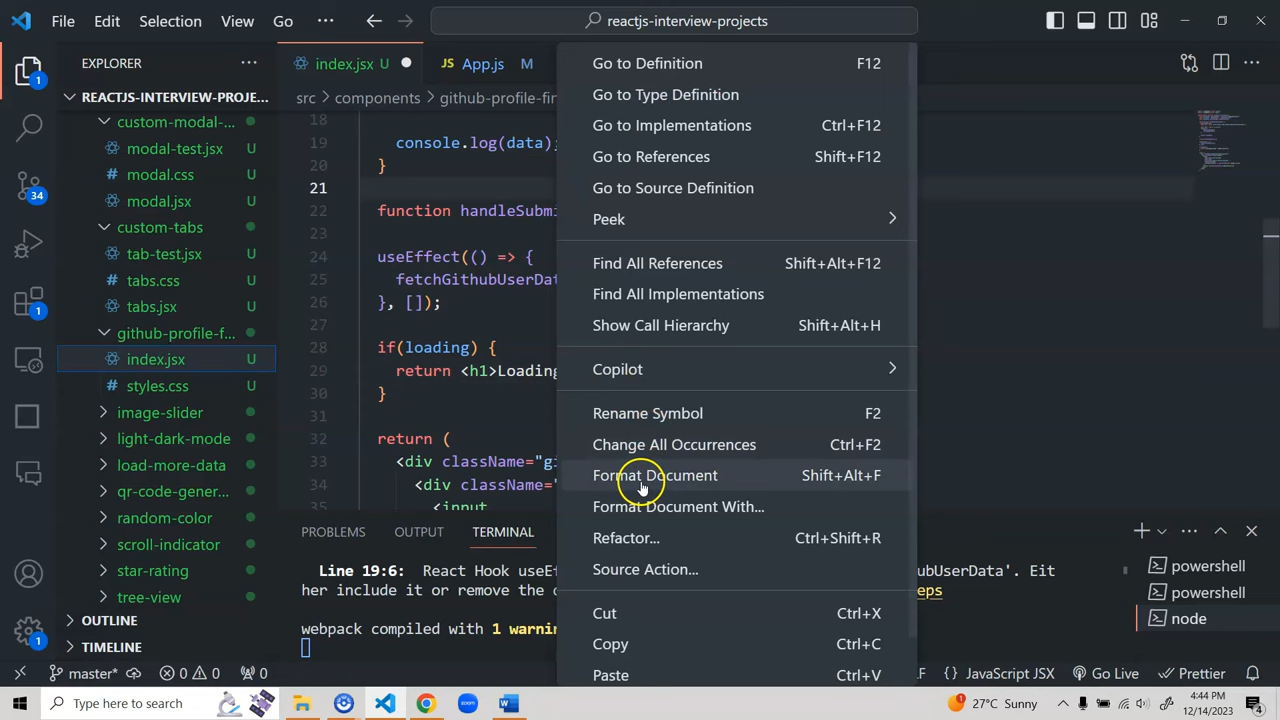 File Edit Selection View Go ··· reactjs-interview-projects
EXPLORER ···
REACTJS-INTERVIEW-PROJE...
custom-modal-...
modal-test.jsx U
modal.css U
modal.jsx U
custom-tabs
tab-test.jsx U
tabs.css U
tabs.jsx U
github-profile-f...
index.jsx U
styles.css U
image-slider
light-dark-mode
load-more-data
qr-code-gener...
random-color
scroll-indicator
star-rating
tree-view
OUTLINE
TIMELINE
1
34
1
1
index.jsx U
JS App.js M
src > components > github-profile-fin
18
19 console.log(data);
20 }
21
22 function handleSubmi
23
24 useEffect(() => {
25 fetchGithubUserData
26 }, []);
27
28 if(loading) {
29 return <h1>Loading
30 }
31
32 return (
33 <div className="gi
34 <div className="
35 <input
Go to Definition F12
Go to Type Definition
Go to Implementations Ctrl+F12
Go to References Shift+F12
Go to Source Definition
Peek
Find All References Shift+Alt+F12
Find All Implementations
Show Call Hierarchy Shift+Alt+H
Copilot
Rename Symbol F2
Change All Occurrences Ctrl+F2
Format Document Shift+Alt+F
Format Document With...
Refactor... Ctrl+Shift+R
Source Action...
Cut Ctrl+X
Copy Ctrl+C
Paste Ctrl+V
PROBLEMS OUTPUT TERMINAL
Line 19:6: React Hook useEf
ubUserData'. Eit
her include it or remove the d
eps
webpack compiled with 1 warnin
powershell
powershell
node
master* 0 0 0
{} JavaScript JSX Go Live Prettier
Type here to search
27°C Sunny
4:44 PM
12/14/2023
1
4